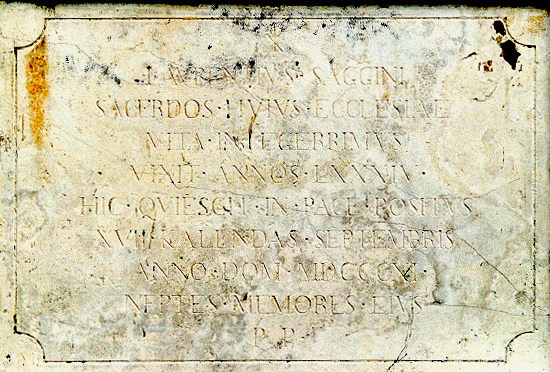 X
LAVRENTIVS · SAGGINI
SACERDOS · HVIVS · ECCLESIAE
VITA · INTEGERRIMVS
VIXIT · ANNOS · LXXXIV ·
HIC · QVIESCIT · IN · PACE · POSITVS
XVII · KALENDAS · SEPTEMBRIS
ANNO · DOM · MDCCCXI ·
NEPTES · MEMORES · EIVS
P. P.